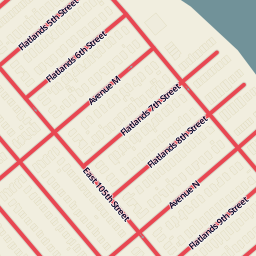 Flatlands 5th Street
Flatlands 6th Street
Avenue M
Flatlands 7th Street
Flatlands 8th Street
East 105th Street
Avenue N
Flatlands 9th Street